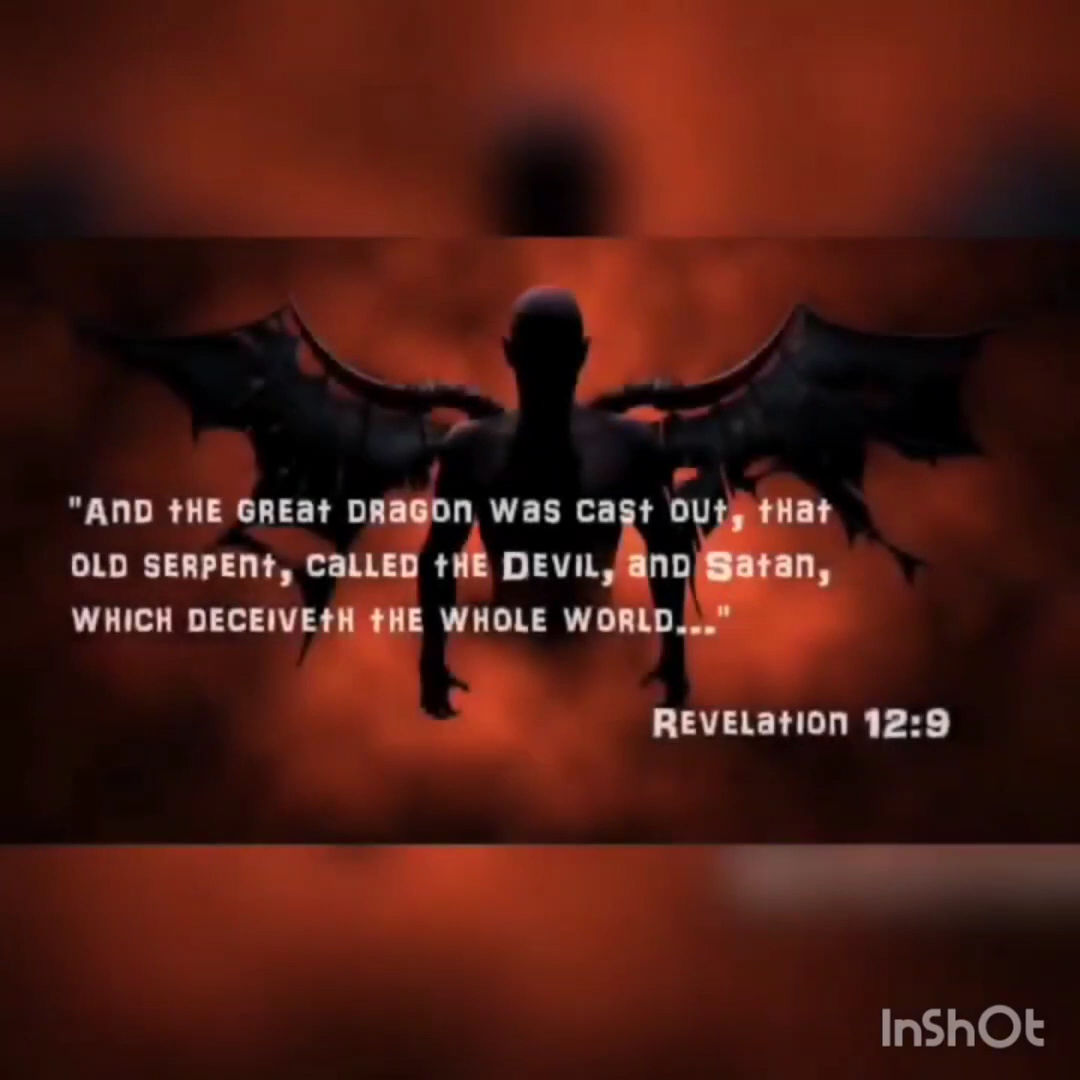 "And the great dragon was cast out, that
old serpent, called the Devil, and Satan,
which deceiveth the whole world..."
Revelation 12:9
InShOt